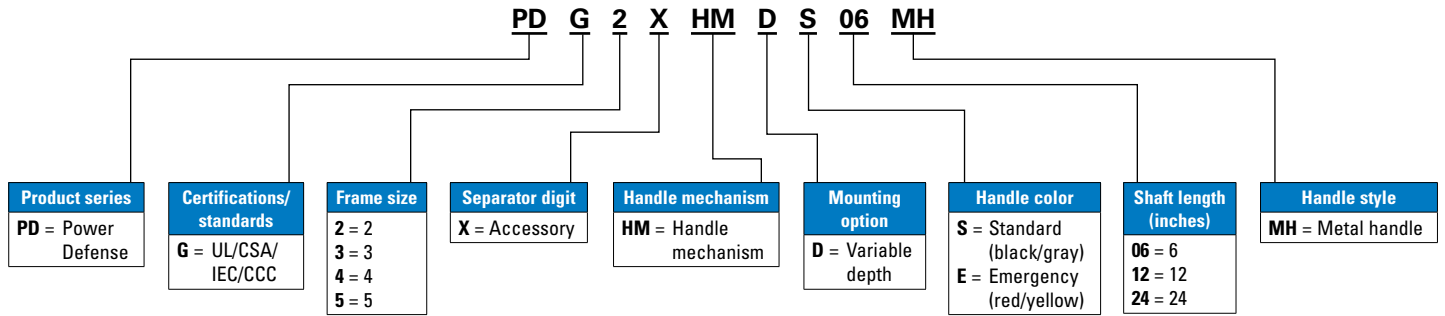 PD G 2 X HM D S 06 MH
Product series
PD = Power
Defense
Certifications/
standards
G = UL/CSA/
IEC/CCC
Frame size
2 = 2
3 = 3
4 = 4
5 = 5
Separator digit
X = Accessory
Handle mechanism
HM = Handle
mechanism
Mounting
option
D = Variable
depth
Handle color
S = Standard
(black/gray)
E = Emergency
(red/yellow)
Shaft length
(inches)
06 = 6
12 = 12
24 = 24
Handle style
MH = Metal handle